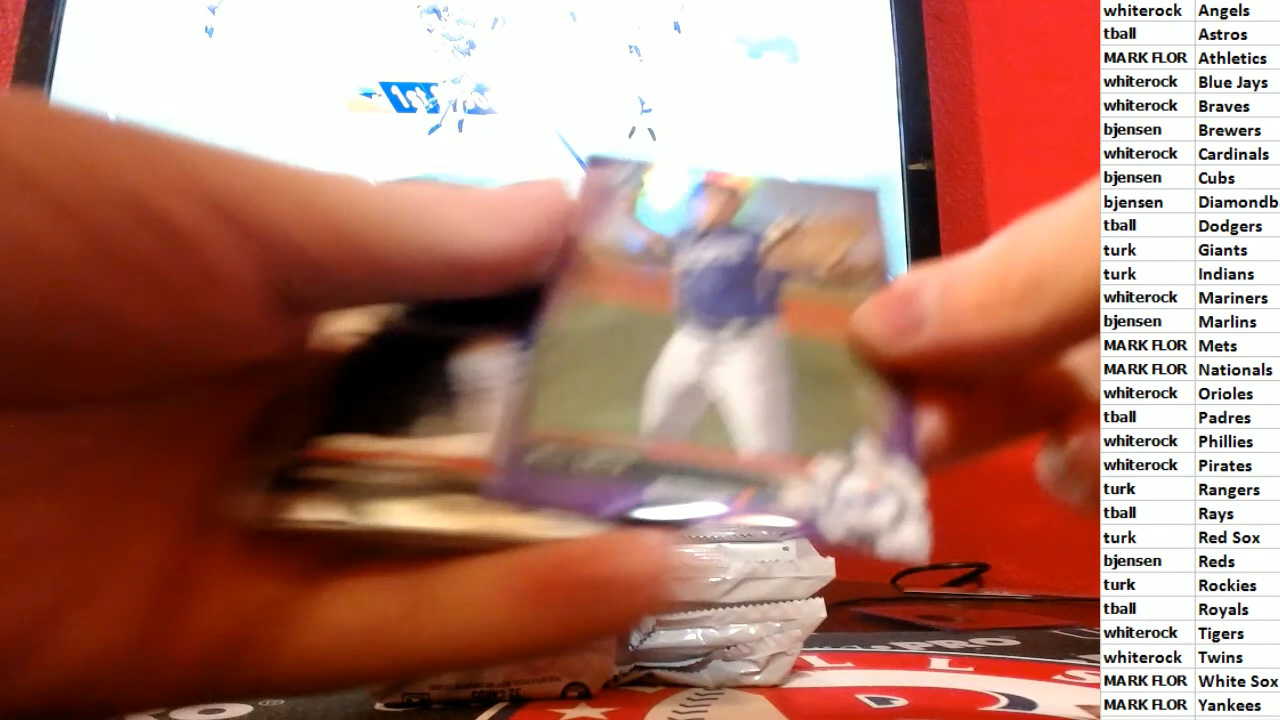 whiterock Angels
tball Astros
MARK FLOR Athletics
whiterock Blue Jays
whiterock Braves
bjensen Brewers
whiterock Cardinals
bjensen Cubs
bjensen Diamondb
tball Dodgers
turk Giants
turk Indians
whiterock Mariners
bjensen Marlins
MARK FLOR Mets
MARK FLOR Nationals
whiterock Orioles
tball Padres
whiterock Phillies
whiterock Pirates
turk Rangers
tball Rays
turk Red Sox
bjensen Reds
turk Rockies
tball Royals
whiterock Tigers
whiterock Twins
MARK FLOR White Sox
MARK FLOR Yankees
1st